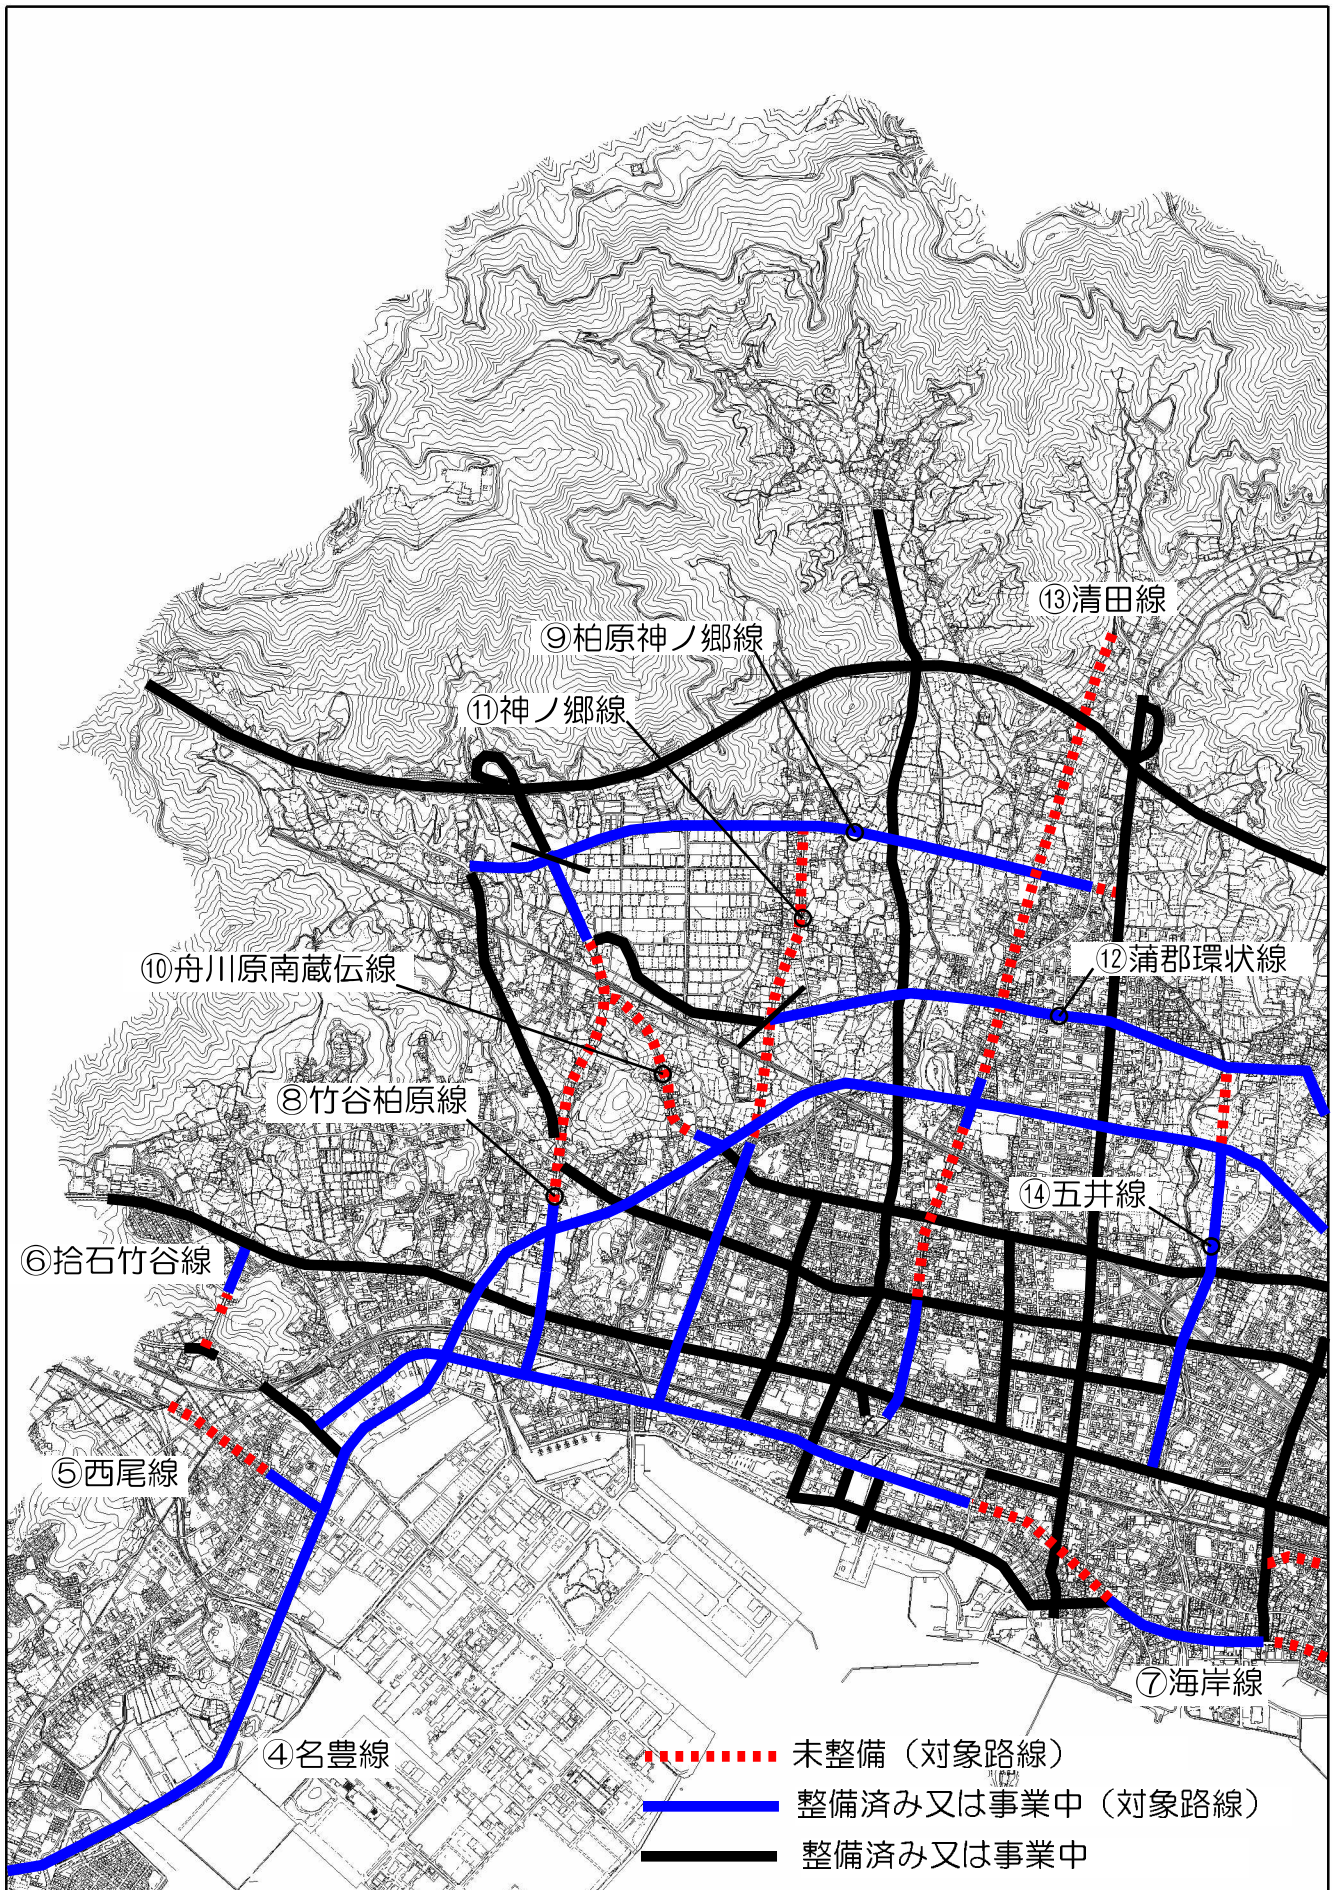 ⑬清田線
⑨柏原神ノ郷線
⑪神ノ郷線
⑫蒲郡環状線
⑩舟川原南蔵伝線
⑧竹谷柏原線
⑭五井線
⑥拾石竹谷線
⑤西尾線
⑦海岸線
④名豊線
未整備（対象路線）
整備済み又は事業中（対象路線）
整備済み又は事業中